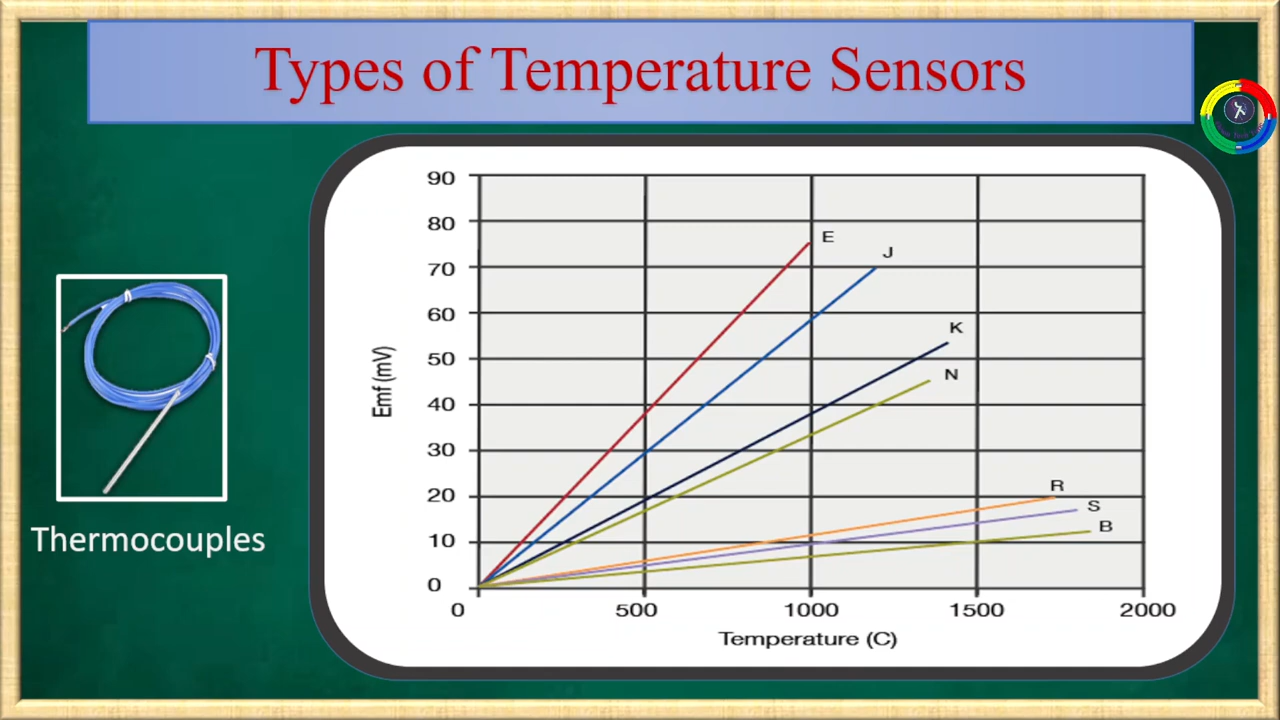 Types of Temperature Sensors
90
80
E
J
70
60
K
50
N
Emf (mV)
40
30
20
R
S
B
10
0
0 500 1000 1500 2000
Temperature (C)
Thermocouples